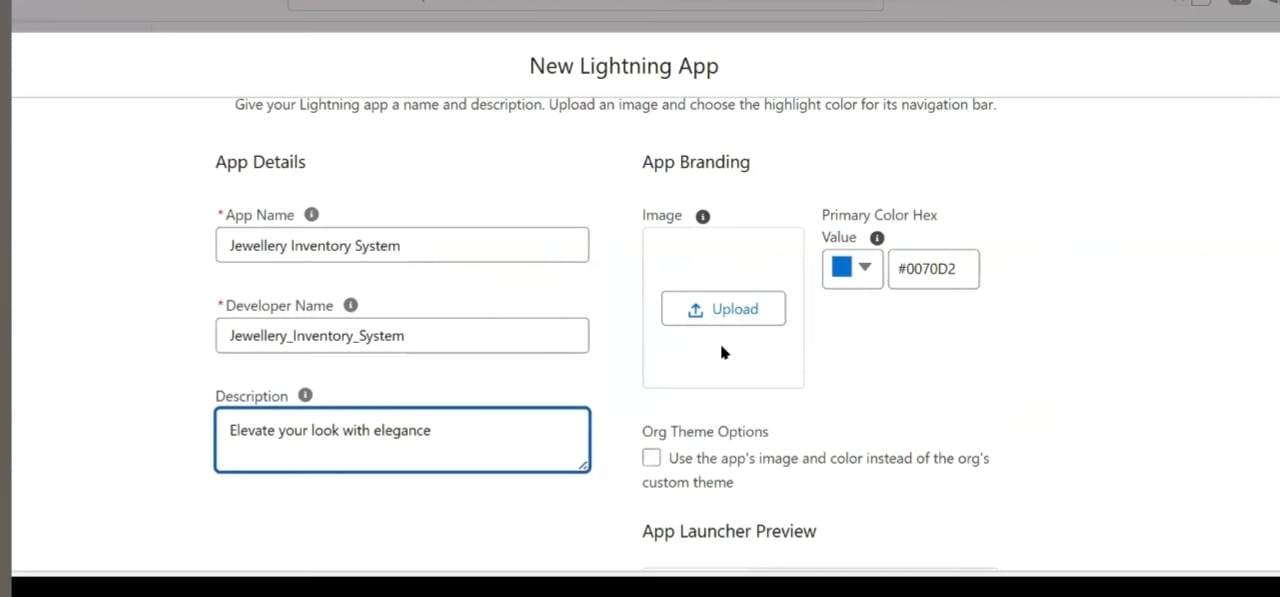 New Lightning App
Give your Lightning app a name and description. Upload an image and choose the highlight color for its navigation bar.
App Details
*App Name
Jewellery Inventory System
*Developer Name
Jewellery_Inventory_System
Description
Elevate your look with elegance
App Branding
Image
Upload
Primary Color Hex
Value
#0070D2
Org Theme Options
Use the app's image and color instead of the org's
custom theme
App Launcher Preview